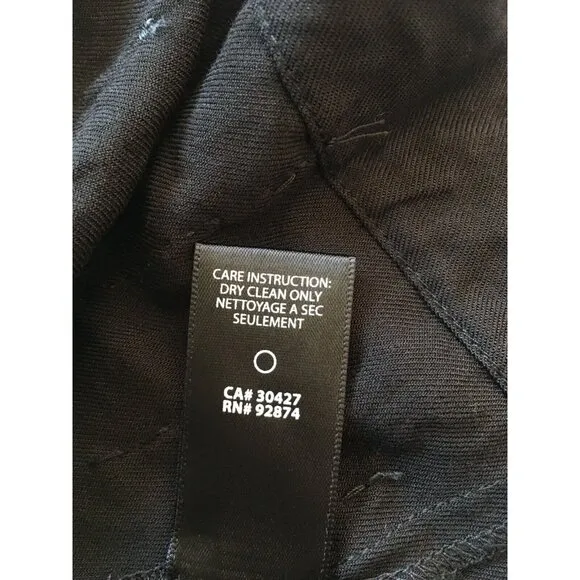 CARE INSTRUCTION:
DRY CLEAN ONLY
NETTOYAGE A SEC
SEULEMENT
CA# 30427
RN# 92874